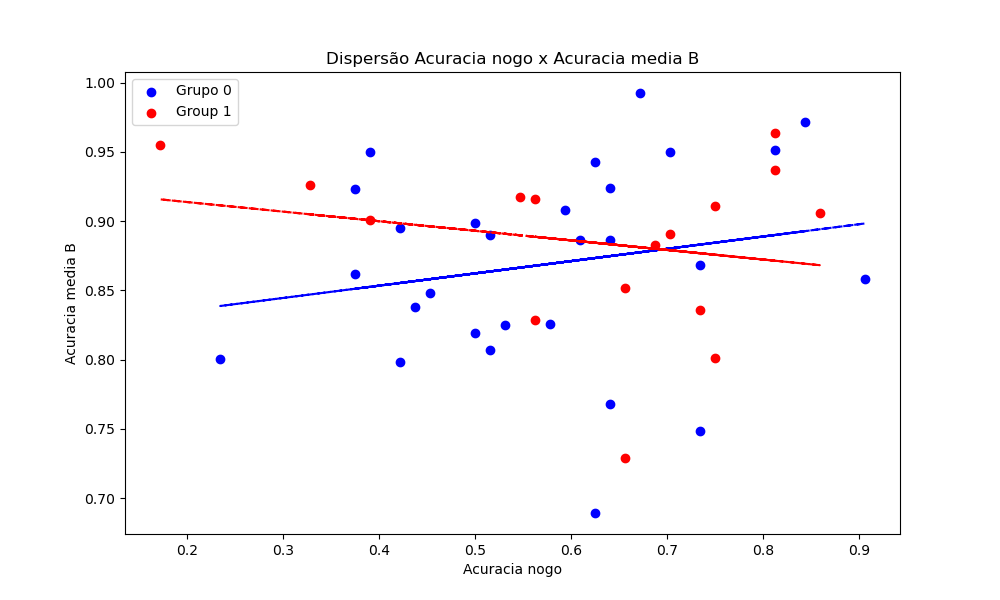 Dispersão Acuracia nogo x Acuracia media B
Grupo 0
Group 1
Acuracia media B
1.00
0.95
0.90
0.85
0.80
0.75
0.70
0.2 0.3 0.4 0.5 0.6 0.7 0.8 0.9
Acuracia nogo